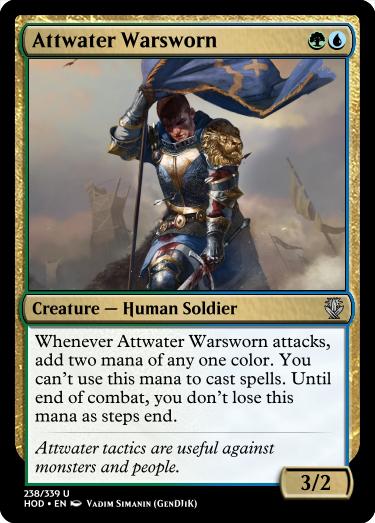 Attwater Warsworn
Creature — Human Soldier
Whenever Attwater Warsworn attacks,
add two mana of any one color. You
can't use this mana to cast spells. Until
end of combat, you don't lose this
mana as steps end.
Attwater tactics are useful against
monsters and people.
3/2
238/339 U
HOD • EN Vadim Simanin (GenDJiK)